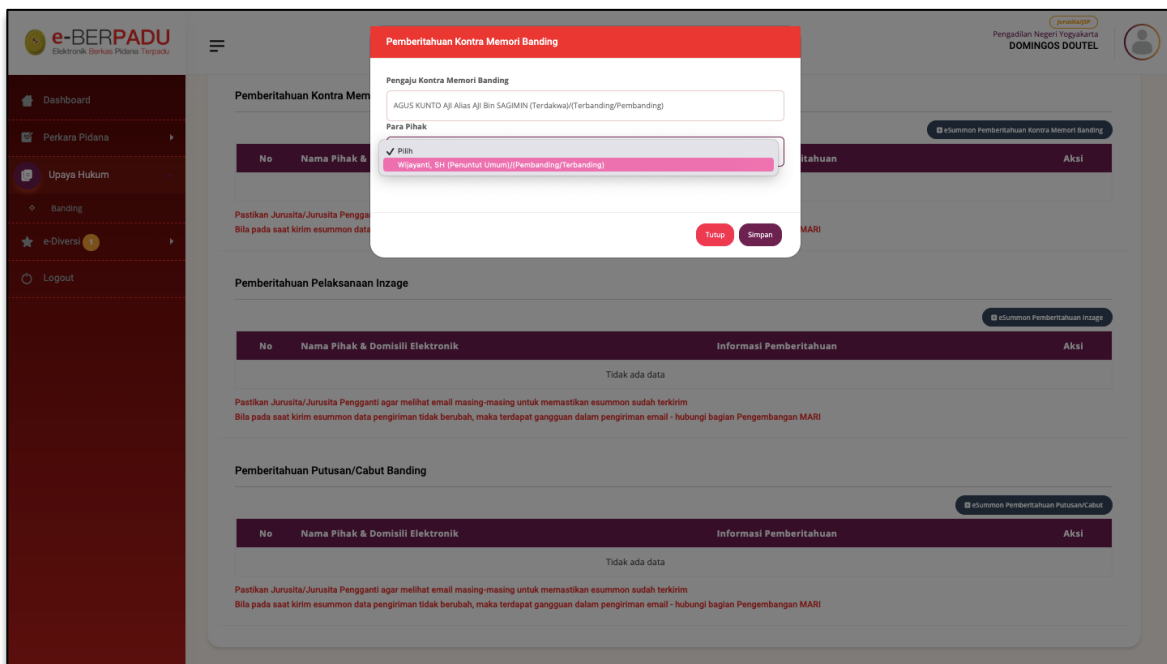 e-BERPADU
Elektronik Berkas Pidana Terpadu
Jurusita/JSP
Pengadilan Negeri Yogyakarta
DOMINGOS DOUTEL
Dashboard
Perkara Pidana
Upaya Hukum
Banding
e-Diversi 1
Logout
Pemberitahuan Kontra Memori Banding
Pengaju Kontra Memori Banding
AGUS KUNTO AJI Alias AJI Bin SAGIMIN (Terdakwa)/(Terbanding/Pembanding)
Para Pihak
✓ Pilih
Wijayanti, SH (Penuntut Umum)/(Pembanding/Terbanding)
Tutup Simpan
Pemberitahuan Kontra Mem
eSummon Pemberitahuan Kontra Memori Banding
No Nama Pihak & itahuan Aksi
Pastikan Jurusita/Jurusita Pengga
Bila pada saat kirim esummon data MARI
Pemberitahuan Pelaksanaan Inzage
eSummon Pemberitahuan Inzage
No Nama Pihak & Domisili Elektronik Informasi Pemberitahuan Aksi
Tidak ada data
Pastikan Jurusita/Jurusita Pengganti agar melihat email masing-masing untuk memastikan esummon sudah terkirim
Bila pada saat kirim esummon data pengiriman tidak berubah, maka terdapat gangguan dalam pengiriman email - hubungi bagian Pengembangan MARI
Pemberitahuan Putusan/Cabut Banding
eSummon Pemberitahuan Putusan/Cabut
No Nama Pihak & Domisili Elektronik Informasi Pemberitahuan Aksi
Tidak ada data
Pastikan Jurusita/Jurusita Pengganti agar melihat email masing-masing untuk memastikan esummon sudah terkirim
Bila pada saat kirim esummon data pengiriman tidak berubah, maka terdapat gangguan dalam pengiriman email - hubungi bagian Pengembangan MARI